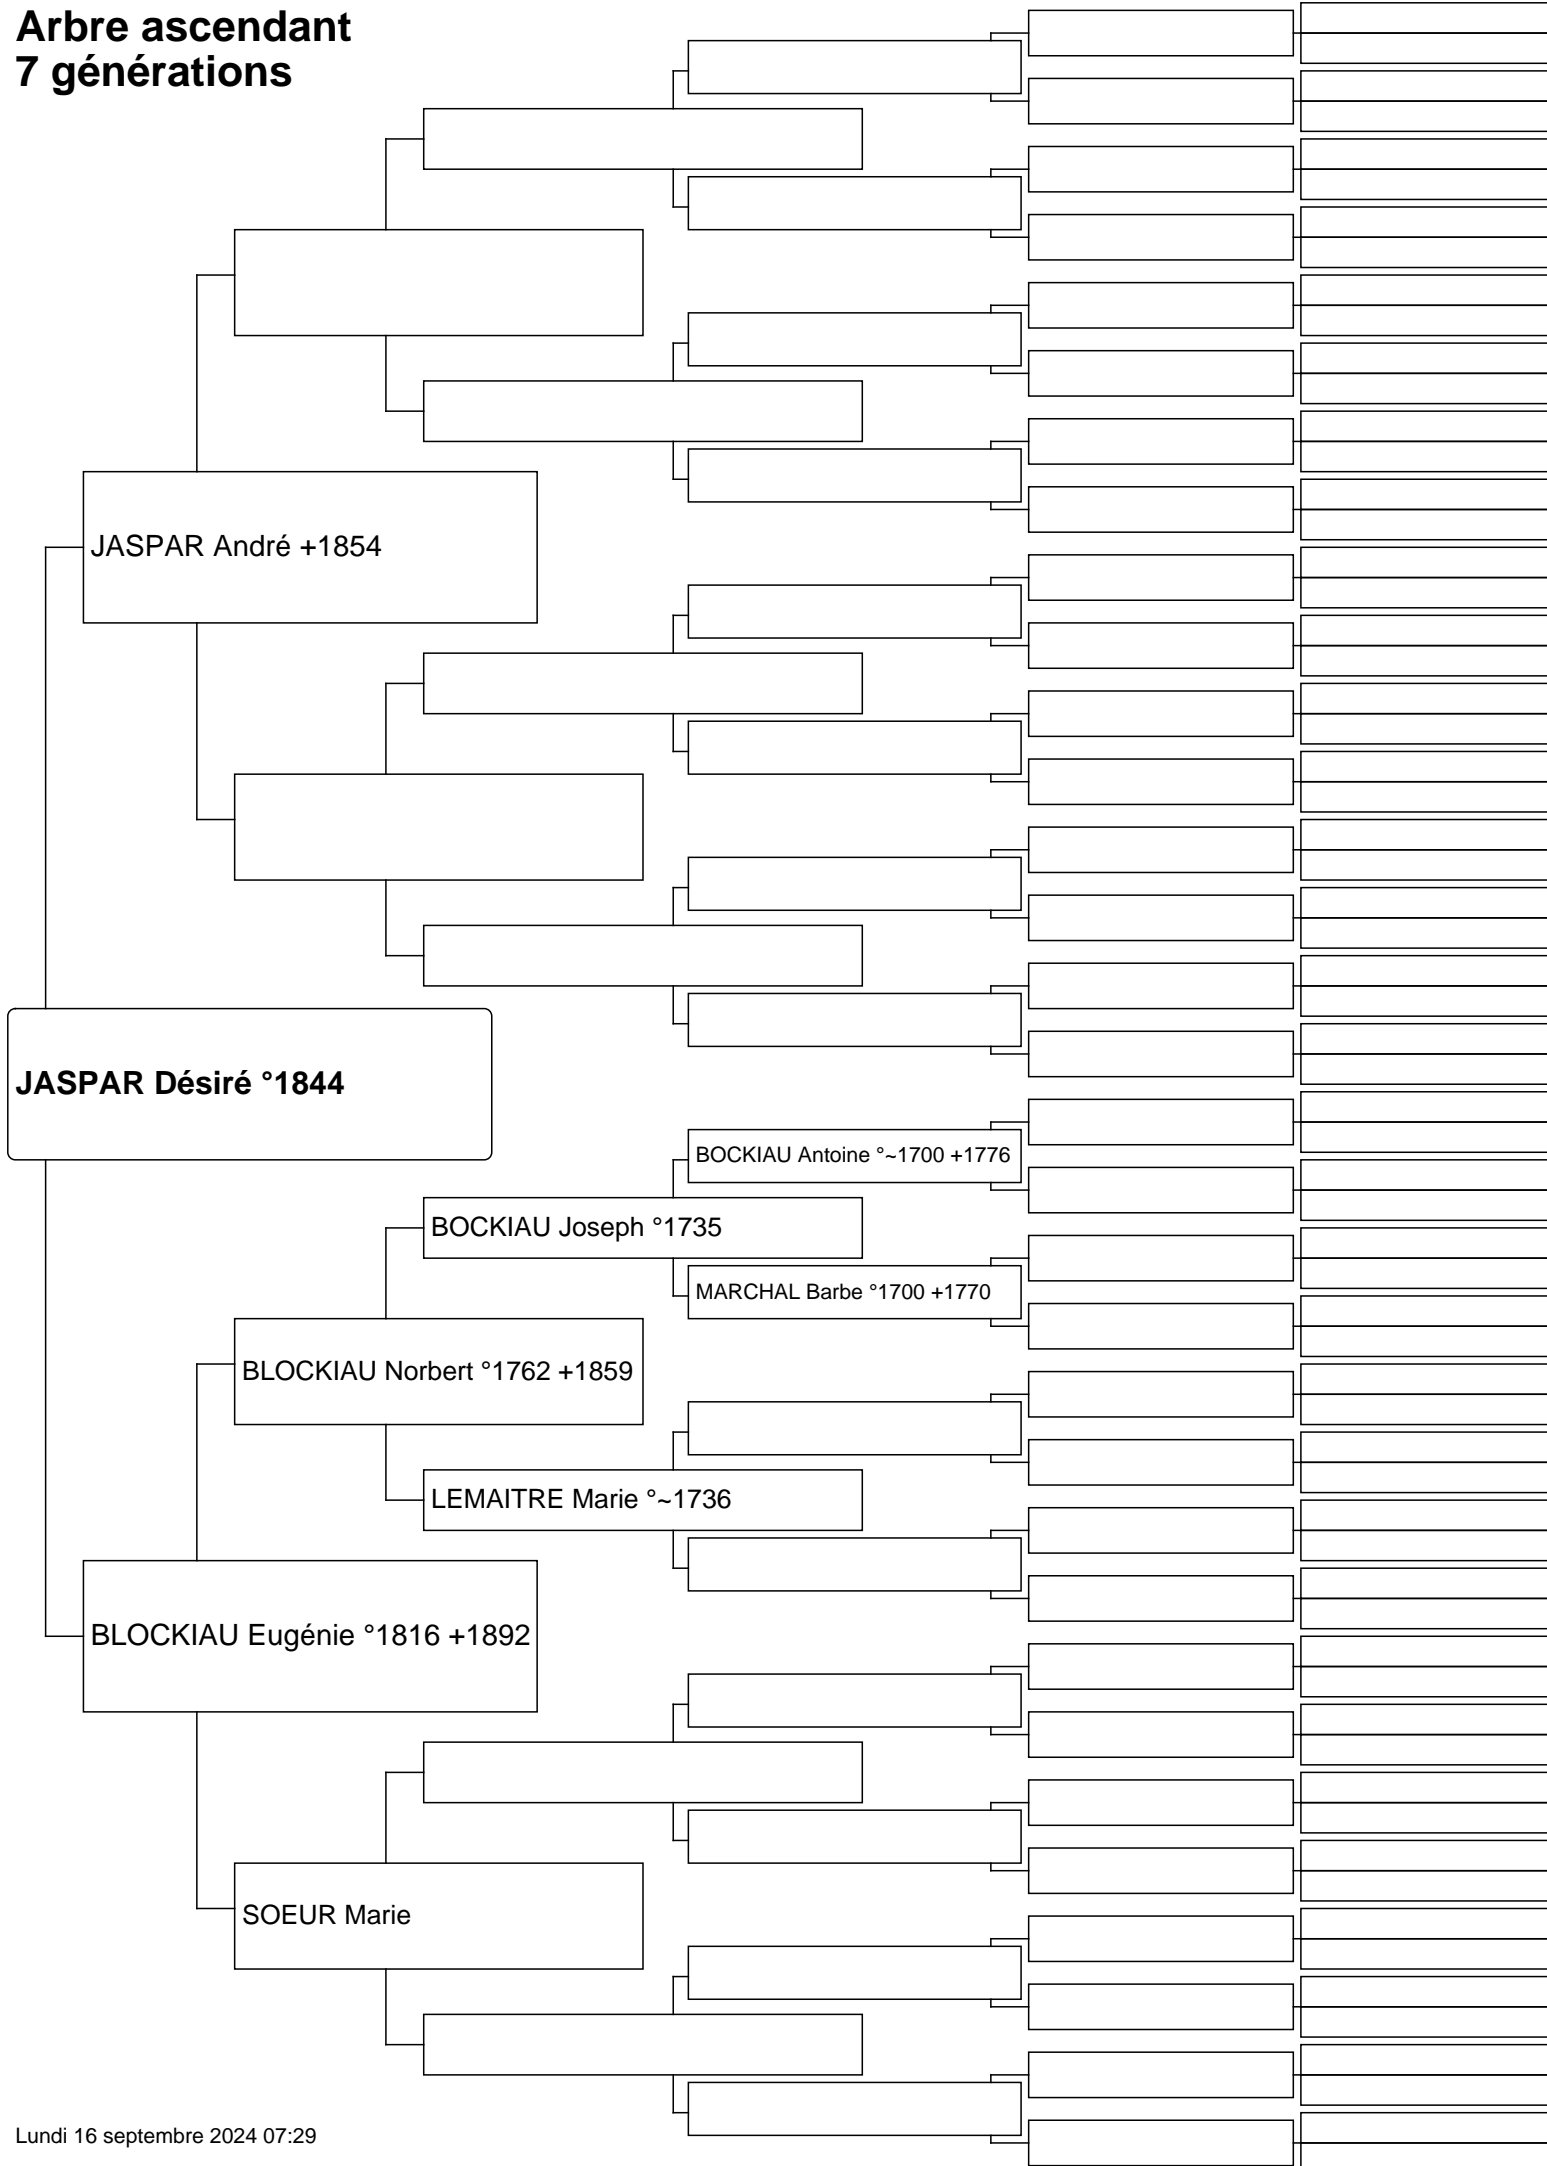 Arbre ascendant
7 générations
JASPAR André +1854
JASPAR Désiré °1844
BOCKIAU Antoine °~1700 +1776
BOCKIAU Joseph °1735
MARCHAL Barbe °1700 +1770
BLOCKIAU Norbert °1762 +1859
LEMAITRE Marie °~1736
BLOCKIAU Eugénie °1816 +1892
SOEUR Marie
Lundi 16 septembre 2024 07:29